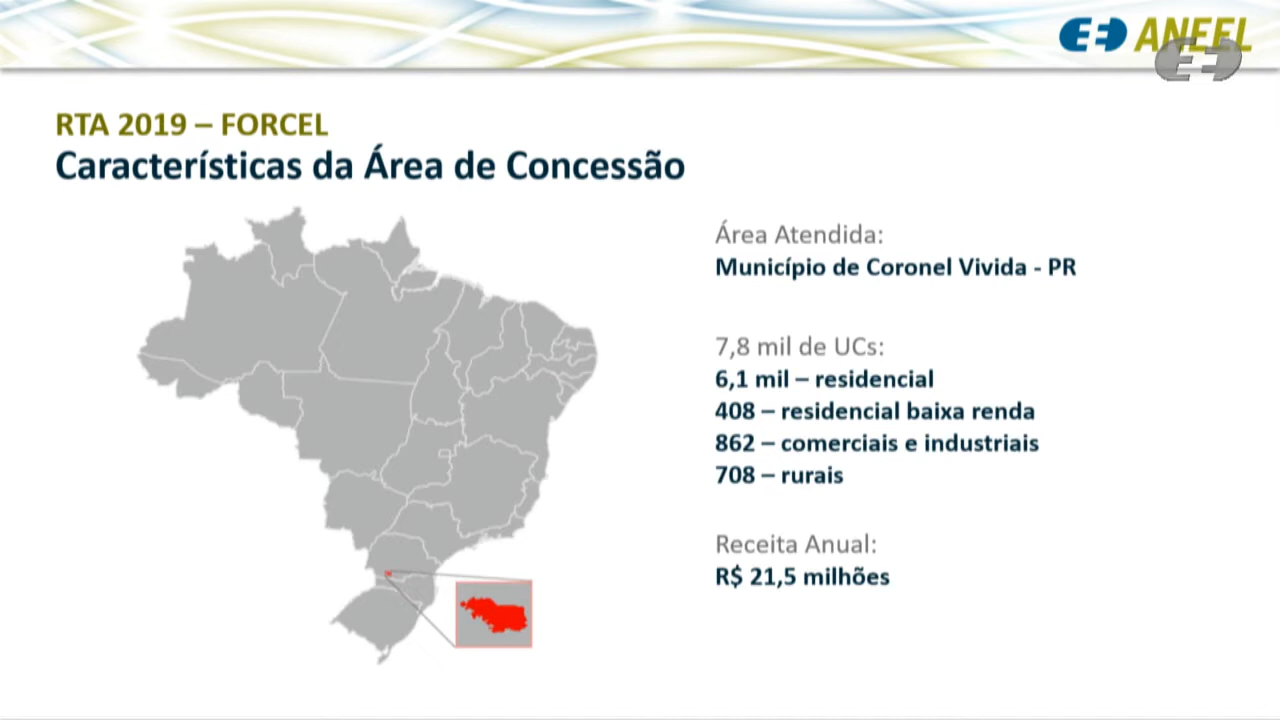 ANEEL
RTA 2019 – FORCEL
Características da Área de Concessão
Área Atendida:
Município de Coronel Vivida - PR
7,8 mil de UCs:
6,1 mil – residencial
408 – residencial baixa renda
862 – comerciais e industriais
708 – rurais
Receita Anual:
R$ 21,5 milhões